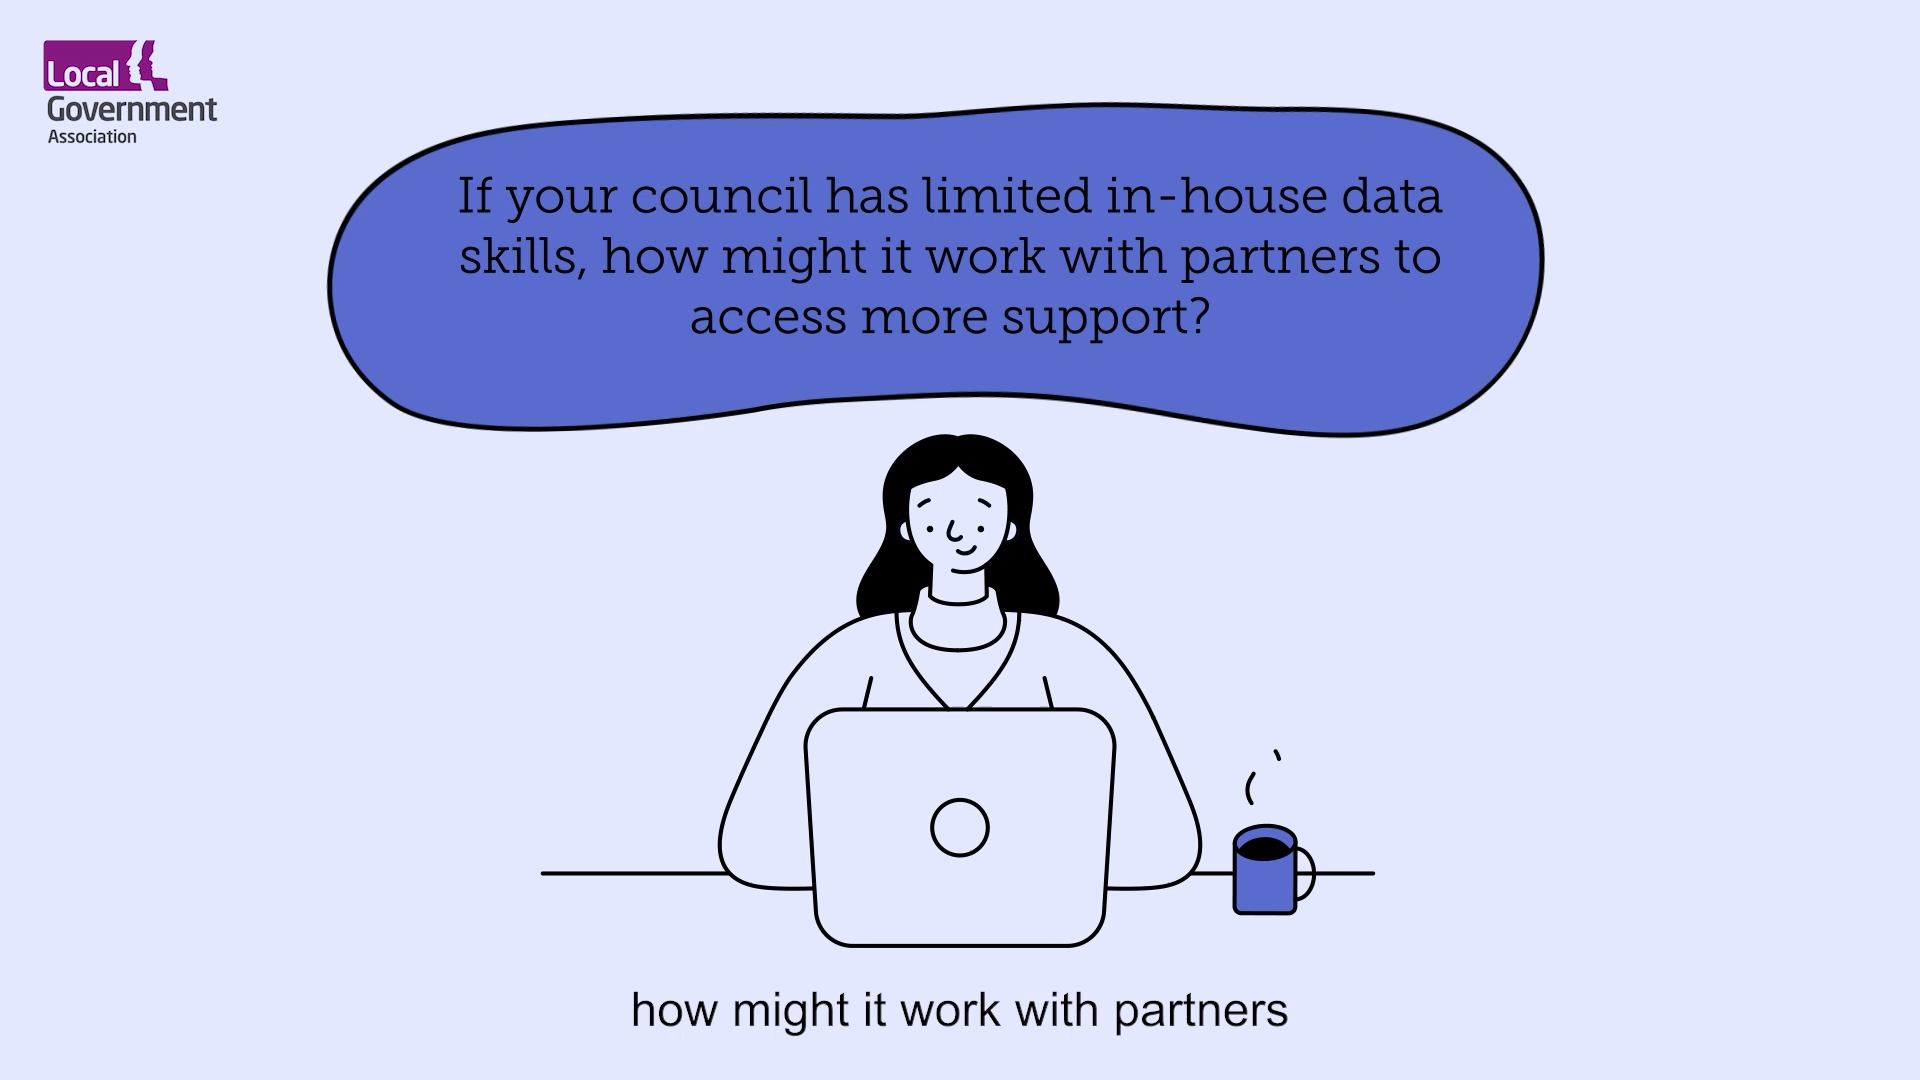 Local
Government
Association
If your council has limited in-house data
skills, how might it work with partners to
access more support?
how might it work with partners